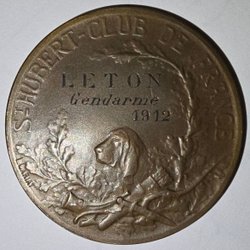 ST HUBERT-CLUB DE FRANCE
LETON
Gendarme
1912